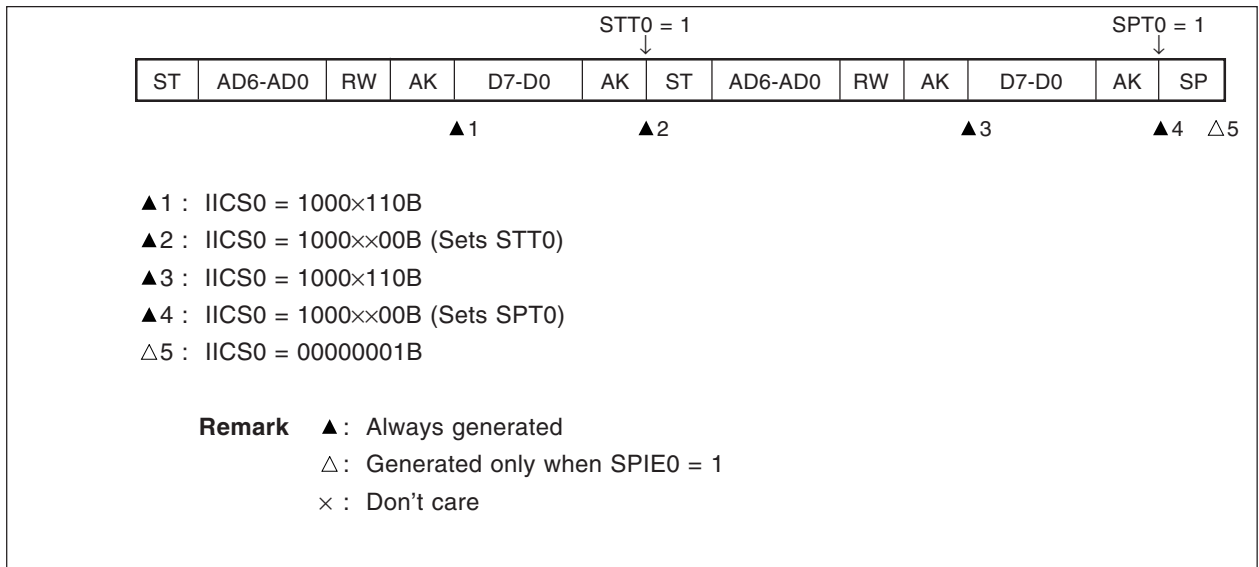 STT0 = 1 SPT0 = 1
↓ ↓
ST AD6-AD0 RW AK D7-D0 AK ST AD6-AD0 RW AK D7-D0 AK SP
▲1 ▲2 ▲3 ▲4 △5
▲1 : IICS0 = 1000×110B
▲2 : IICS0 = 1000××00B (Sets STT0)
▲3 : IICS0 = 1000×110B
▲4 : IICS0 = 1000××00B (Sets SPT0)
△5 : IICS0 = 00000001B
Remark ▲: Always generated
△: Generated only when SPIE0 = 1
× : Don't care